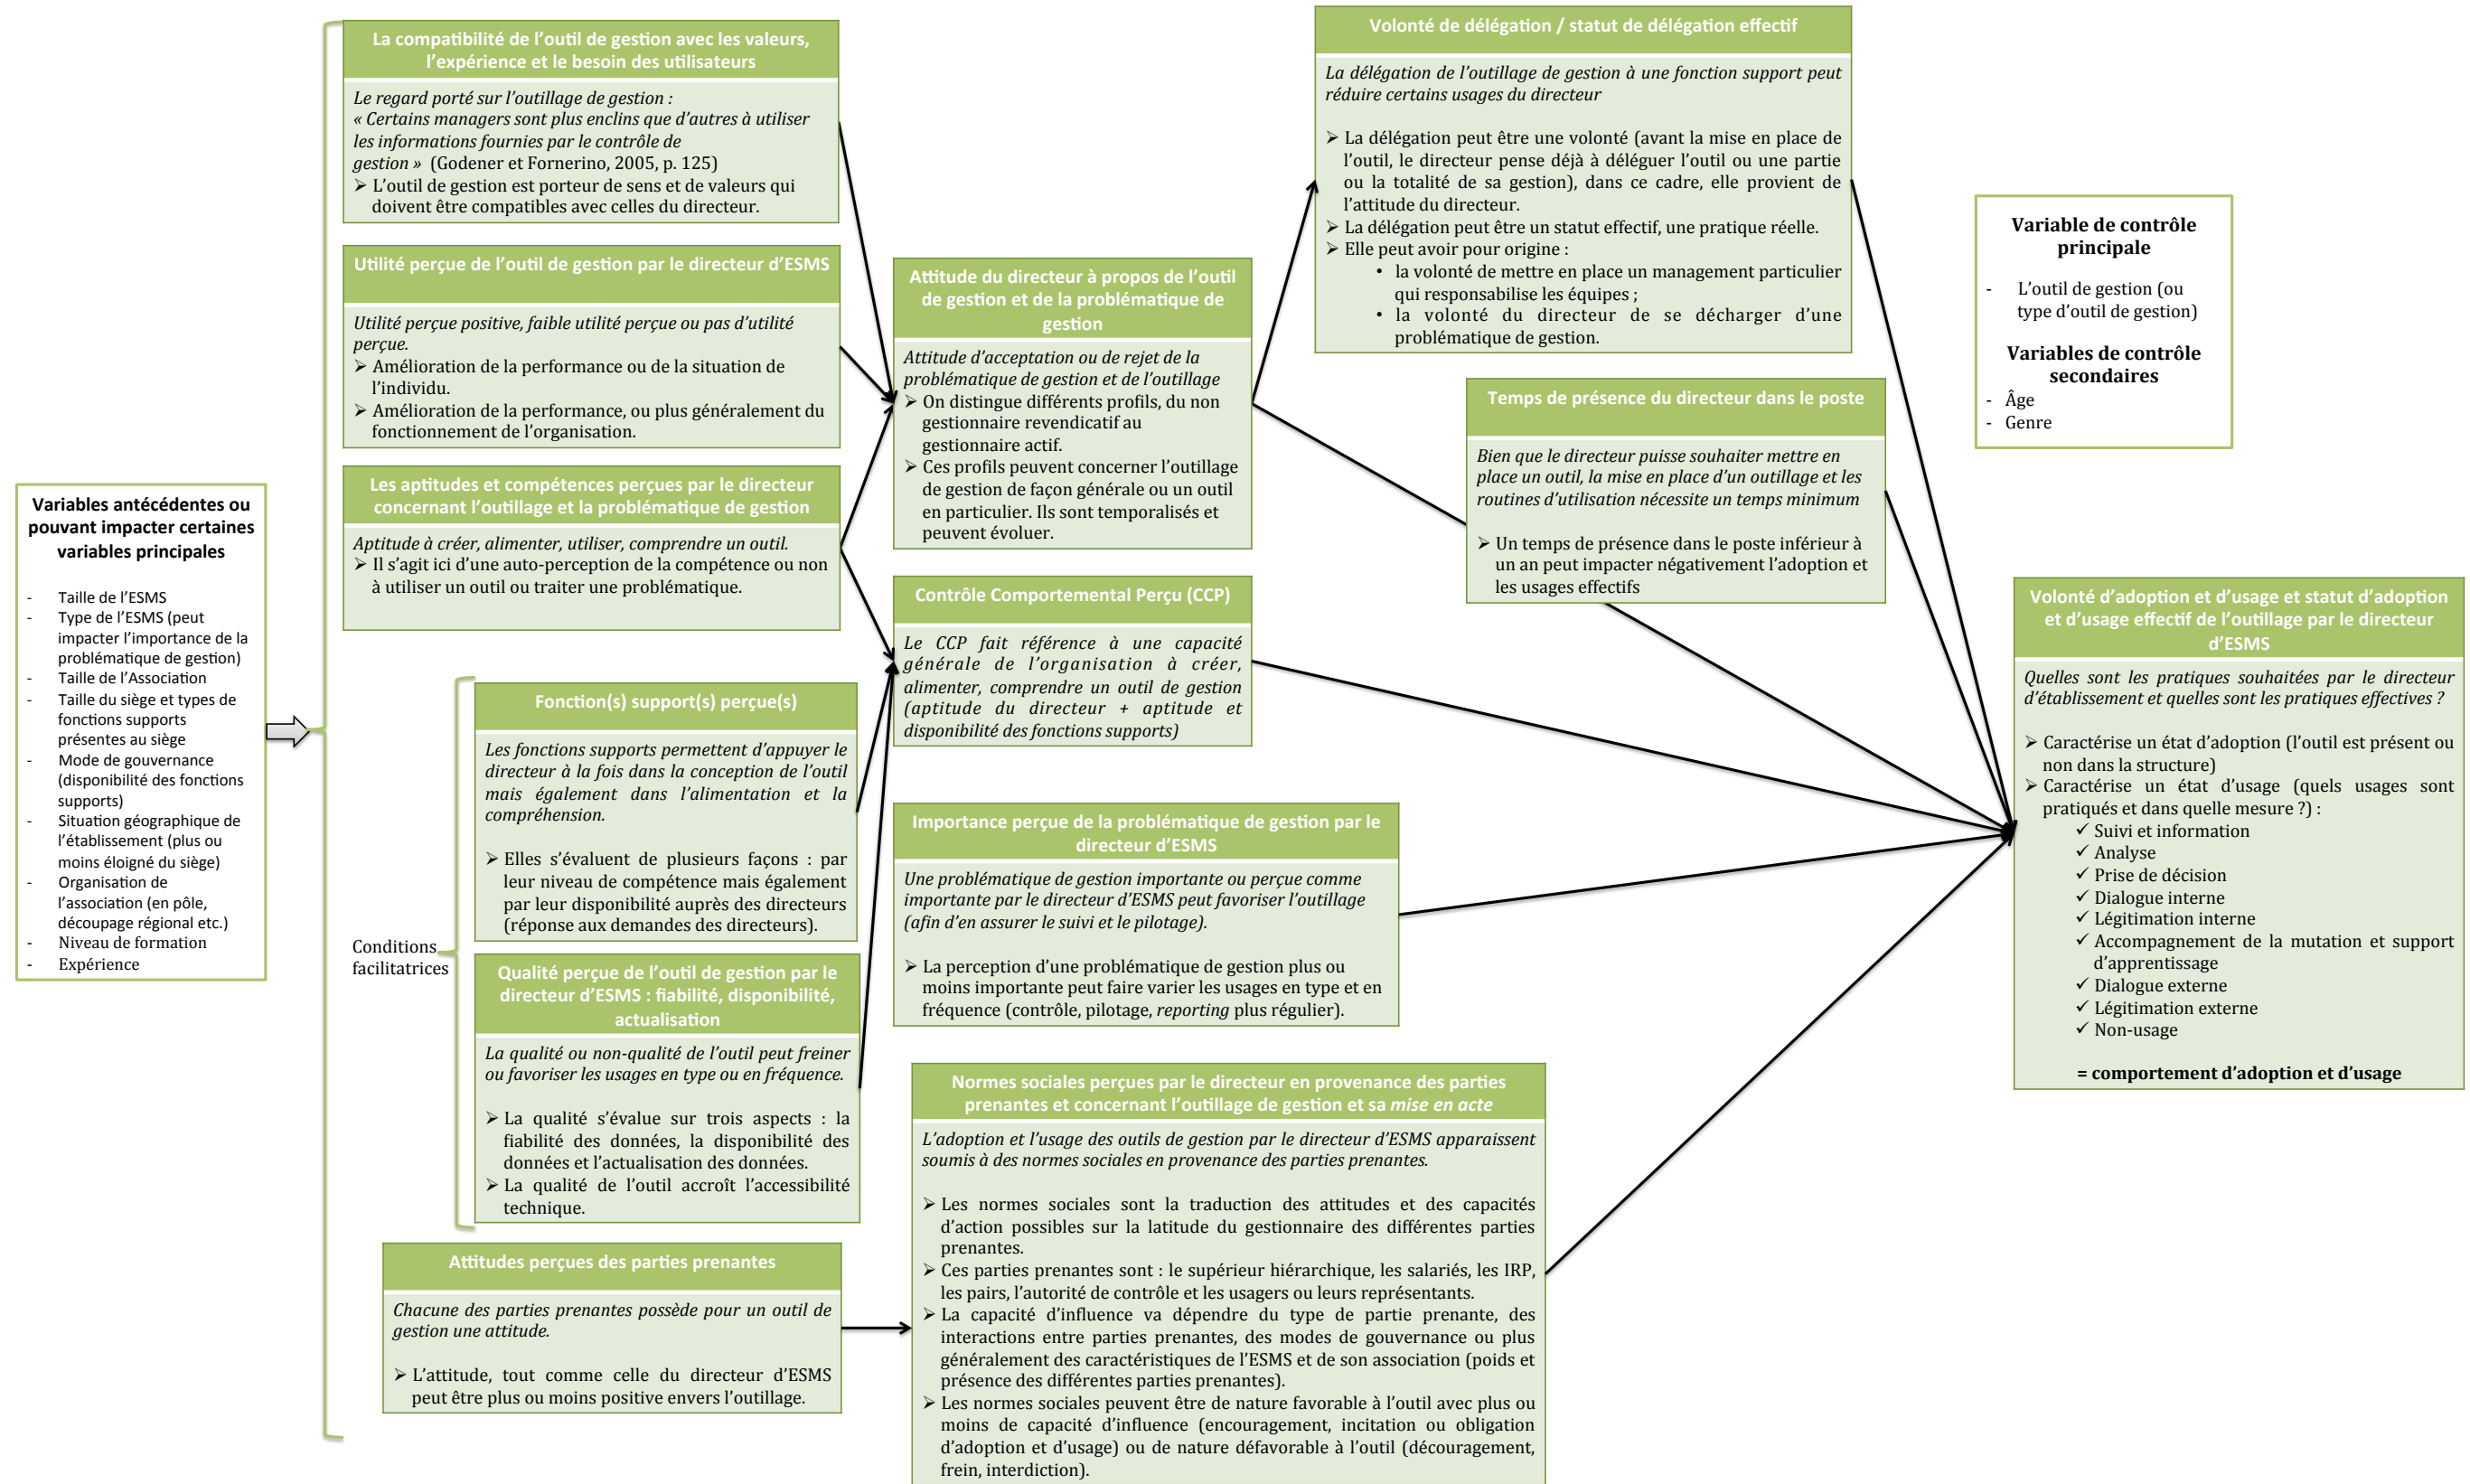 Variables antécédentes ou
pouvant impacter certaines
variables principales
- Taille de l'ESMS
- Type de l'ESMS (peut
impacter l'importance de la
problématique de gestion)
- Taille de l'Association
- Taille du siège et types de
fonctions supports
présentes au siège
- Mode de gouvernance
(disponibilité des fonctions
supports)
- Situation géographique de
l'établissement (plus ou
moins éloigné du siège)
- Organisation de
l'association (en pôle,
découpage régional etc.)
- Niveau de formation
- Expérience
La compatibilité de l'outil de gestion avec les valeurs,
l'expérience et le besoin des utilisateurs
Le regard porté sur l'outillage de gestion :
« Certains managers sont plus enclins que d'autres à utiliser
les informations fournies par le contrôle de
gestion » (Godener et Fornerino, 2005, p. 125)
➢ L'outil de gestion est porteur de sens et de valeurs qui
doivent être compatibles avec celles du directeur.
Utilité perçue de l'outil de gestion par le directeur d'ESMS
Utilité perçue positive, faible utilité perçue ou pas d'utilité
perçue.
➢ Amélioration de la performance ou de la situation de
l'individu.
➢ Amélioration de la performance, ou plus généralement du
fonctionnement de l'organisation.
Les aptitudes et compétences perçues par le directeur
concernant l'outillage et la problématique de gestion
Aptitude à créer, alimenter, utiliser, comprendre un outil.
➢ Il s'agit ici d'une auto-perception de la compétence ou non
à utiliser un outil ou traiter une problématique.
Conditions
facilitatrices
Fonction(s) support(s) perçue(s)
Les fonctions supports permettent d'appuyer le
directeur à la fois dans la conception de l'outil
mais également dans l'alimentation et la
compréhension.
➢ Elles s'évaluent de plusieurs façons : par
leur niveau de compétence mais également
par leur disponibilité auprès des directeurs
(réponse aux demandes des directeurs).
Qualité perçue de l'outil de gestion par le
directeur d'ESMS : fiabilité, disponibilité,
actualisation
La qualité ou non-qualité de l'outil peut freiner
ou favoriser les usages en type ou en fréquence.
➢ La qualité s'évalue sur trois aspects : la
fiabilité des données, la disponibilité des
données et l'actualisation des données.
➢ La qualité de l'outil accroît l'accessibilité
technique.
Attitudes perçues des parties prenantes
Chacune des parties prenantes possède pour un outil de
gestion une attitude.
➢ L'attitude, tout comme celle du directeur d'ESMS
peut être plus ou moins positive envers l'outillage.
Attitude du directeur à propos de l'outil
de gestion et de la problématique de
gestion
Attitude d'acceptation ou de rejet de la
problématique de gestion et de l'outillage
➢ On distingue différents profils, du non
gestionnaire revendicatif au
gestionnaire actif.
➢ Ces profils peuvent concerner l'outillage
de gestion de façon générale ou un outil
en particulier. Ils sont temporalisés et
peuvent évoluer.
Contrôle Comportemental Perçu (CCP)
Le CCP fait référence à une capacité
générale de l'organisation à créer,
alimenter, comprendre un outil de gestion
(aptitude du directeur + aptitude et
disponibilité des fonctions supports)
Importance perçue de la problématique de gestion par le
directeur d'ESMS
Une problématique de gestion importante ou perçue comme
importante par le directeur d'ESMS peut favoriser l'outillage
(afin d'en assurer le suivi et le pilotage).
➢ La perception d'une problématique de gestion plus ou
moins importante peut faire varier les usages en type et en
fréquence (contrôle, pilotage, reporting plus régulier).
Normes sociales perçues par le directeur en provenance des parties
prenantes et concernant l'outillage de gestion et sa mise en acte
L'adoption et l'usage des outils de gestion par le directeur d'ESMS apparaissent
soumis à des normes sociales en provenance des parties prenantes.
➢ Les normes sociales sont la traduction des attitudes et des capacités
d'action possibles sur la latitude du gestionnaire des différentes parties
prenantes.
➢ Ces parties prenantes sont : le supérieur hiérarchique, les salariés, les IRP,
les pairs, l'autorité de contrôle et les usagers ou leurs représentants.
➢ La capacité d'influence va dépendre du type de partie prenante, des
interactions entre parties prenantes, des modes de gouvernance ou plus
généralement des caractéristiques de l'ESMS et de son association (poids et
présence des différentes parties prenantes).
➢ Les normes sociales peuvent être de nature favorable à l'outil avec plus ou
moins de capacité d'influence (encouragement, incitation ou obligation
d'adoption et d'usage) ou de nature défavorable à l'outil (découragement,
frein, interdiction).
Volonté de délégation / statut de délégation effectif
La délégation de l'outillage de gestion à une fonction support peut
réduire certains usages du directeur
➢ La délégation peut être une volonté (avant la mise en place de
l'outil, le directeur pense déjà à déléguer l'outil ou une partie
ou la totalité de sa gestion), dans ce cadre, elle provient de
l'attitude du directeur.
➢ La délégation peut être un statut effectif, une pratique réelle.
➢ Elle peut avoir pour origine :
• la volonté de mettre en place un management particulier
qui responsabilise les équipes ;
• la volonté du directeur de se décharger d'une
problématique de gestion.
Temps de présence du directeur dans le poste
Bien que le directeur puisse souhaiter mettre en
place un outil, la mise en place d'un outillage et les
routines d'utilisation nécessite un temps minimum
➢ Un temps de présence dans le poste inférieur à
un an peut impacter négativement l'adoption et
les usages effectifs
Variable de contrôle
principale
- L'outil de gestion (ou
type d'outil de gestion)
Variables de contrôle
secondaires
- Âge
- Genre
Volonté d'adoption et d'usage et statut d'adoption
et d'usage effectif de l'outillage par le directeur
d'ESMS
Quelles sont les pratiques souhaitées par le directeur
d'établissement et quelles sont les pratiques effectives ?
➢ Caractérise un état d'adoption (l'outil est présent ou
non dans la structure)
➢ Caractérise un état d'usage (quels usages sont
pratiqués et dans quelle mesure ?) :
✓ Suivi et information
✓ Analyse
✓ Prise de décision
✓ Dialogue interne
✓ Légitimation interne
✓ Accompagnement de la mutation et support
d'apprentissage
✓ Dialogue externe
✓ Légitimation externe
✓ Non-usage
= comportement d'adoption et d'usage